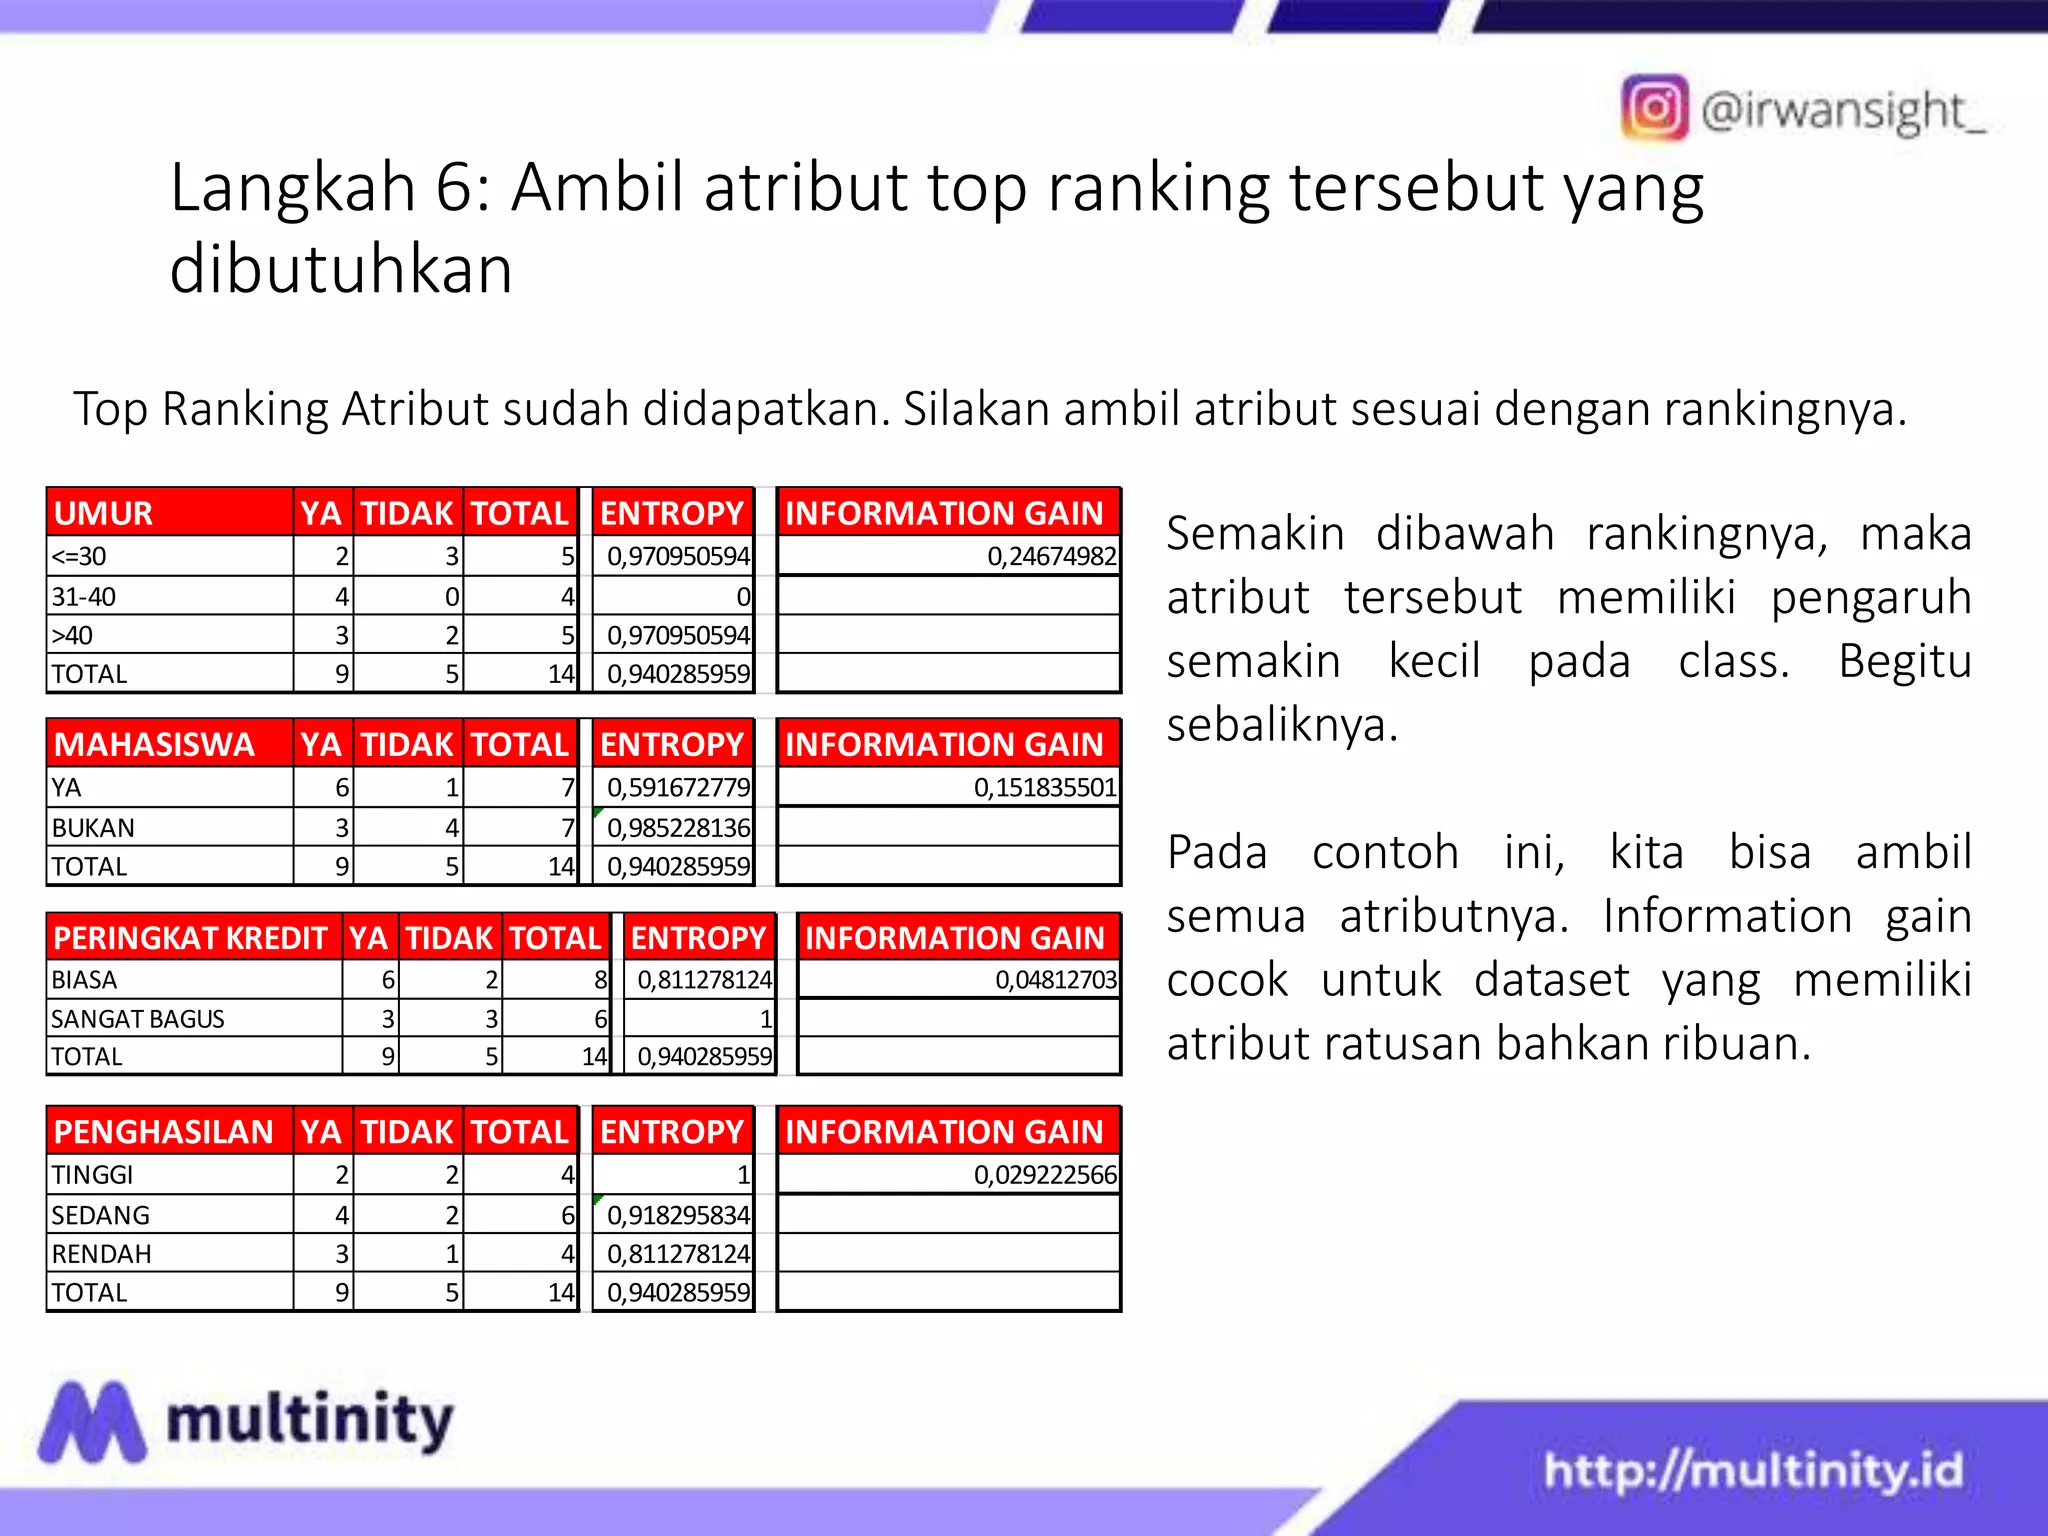 @irwansight_
Langkah 6: Ambil atribut top ranking tersebut yang
dibutuhkan
Top Ranking Atribut sudah didapatkan. Silakan ambil atribut sesuai dengan rankingnya.
UMUR YA TIDAK TOTAL ENTROPY INFORMATION GAIN
<=30 2 3 5 0,970950594 0,24674982
31-40 4 0 4 0
>40 3 2 5 0,970950594
TOTAL 9 5 14 0,940285959
MAHASISWA YA TIDAK TOTAL ENTROPY INFORMATION GAIN
YA 6 1 7 0,591672779 0,151835501
BUKAN 3 4 7 0,985228136
TOTAL 9 5 14 0,940285959
PERINGKAT KREDIT YA TIDAK TOTAL ENTROPY INFORMATION GAIN
BIASA 6 2 8 0,811278124 0,04812703
SANGAT BAGUS 3 3 6 1
TOTAL 9 5 14 0,940285959
PENGHASILAN YA TIDAK TOTAL ENTROPY INFORMATION GAIN
TINGGI 2 2 4 1 0,029222566
SEDANG 4 2 6 0,918295834
RENDAH 3 1 4 0,811278124
TOTAL 9 5 14 0,940285959
Semakin dibawah rankingnya, maka
atribut tersebut memiliki pengaruh
semakin kecil pada class. Begitu
sebaliknya.
Pada contoh ini, kita bisa ambil
semua atributnya. Information gain
cocok untuk dataset yang memiliki
atribut ratusan bahkan ribuan.
multinity
http://multinity.id